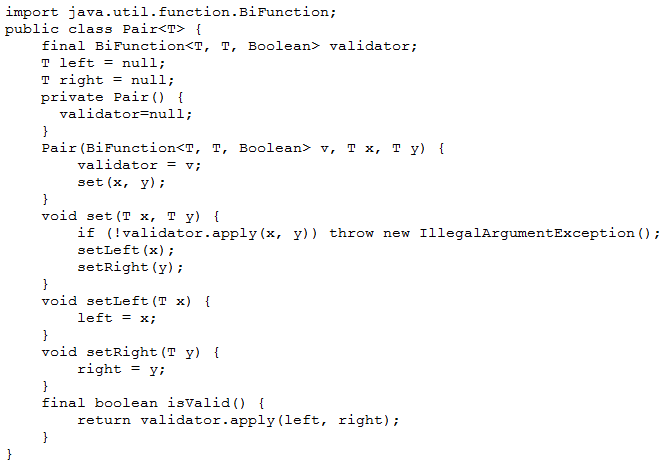 import java.util.function.BiFunction;
public class Pair<T> {
    final BiFunction<T, T, Boolean> validator;
    T left = null;
    T right = null;
    private Pair() {
      validator=null;
    }
    Pair(BiFunction<T, T, Boolean> v, T x, T y) {
        validator = v;
        set(x, y);
    }
    void set(T x, T y) {
        if (!validator.apply(x, y)) throw new IllegalArgumentException();
        setLeft(x);
        setRight(y);
    }
    void setLeft(T x) {
        left = x;
    }
    void setRight(T y) {
        right = y;
    }
    final boolean isValid() {
        return validator.apply(left, right);
    }
}